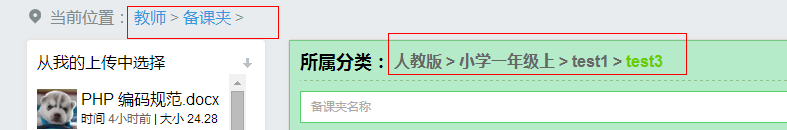 当前位置：教师 > 备课夹 >
从我的上传中选择
PHP 编码规范.docx
时间 4小时前 | 大小 24.28
所属分类：人教版 > 小学一年级上 > test1 > test3
备课夹名称